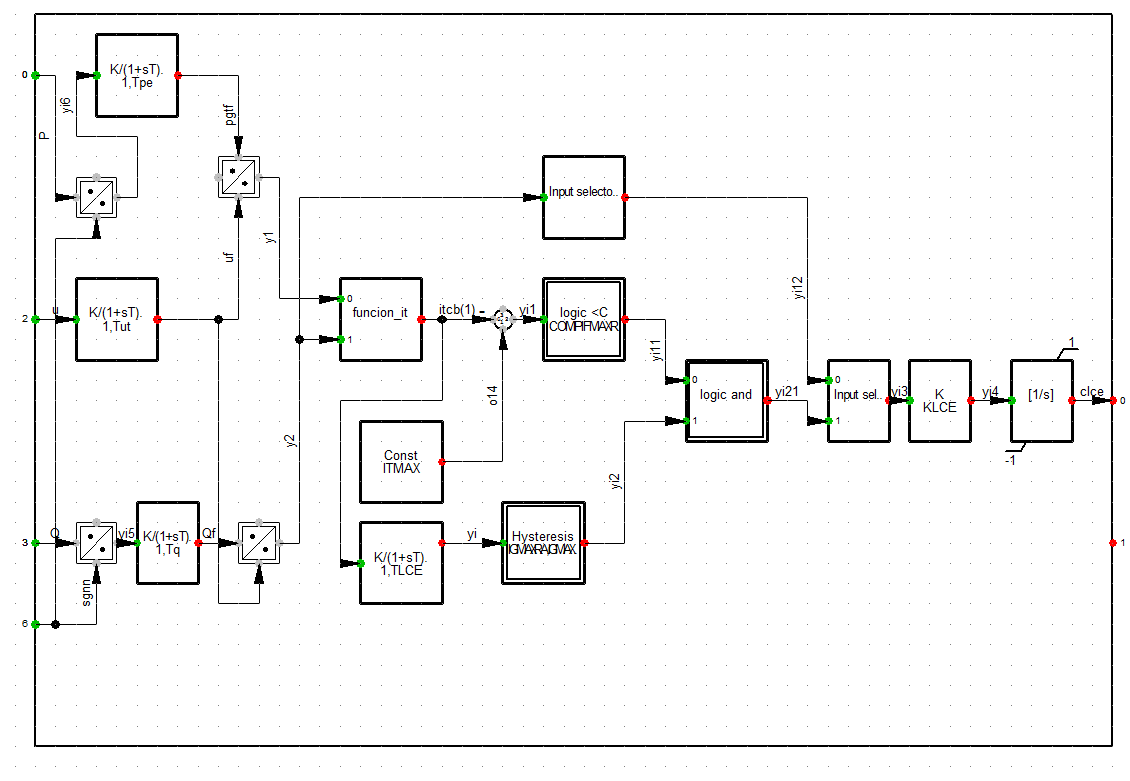 K/(1+sT).
1,Tpe
0
yi6
pgtf
P
Input selecto..
y1
uf
yi12
2
u
K/(1+sT).
1,Tut
0
funcion_it
1
itcb(1)
-
yi1
logic <C
COMPIFMAXR
yi11
1
o14
0
logic and
1
yi21
0
Input sel..
1
yi3
K
KLCE
yi4
[1/s]
clce
0
-1
y2
Const
ITMAX
yi2
3
Q
yi5
K/(1+sT).
1,Tq
Qf
K/(1+sT).
1,TLCE
yi
Hysteresis
1
sgnn
6